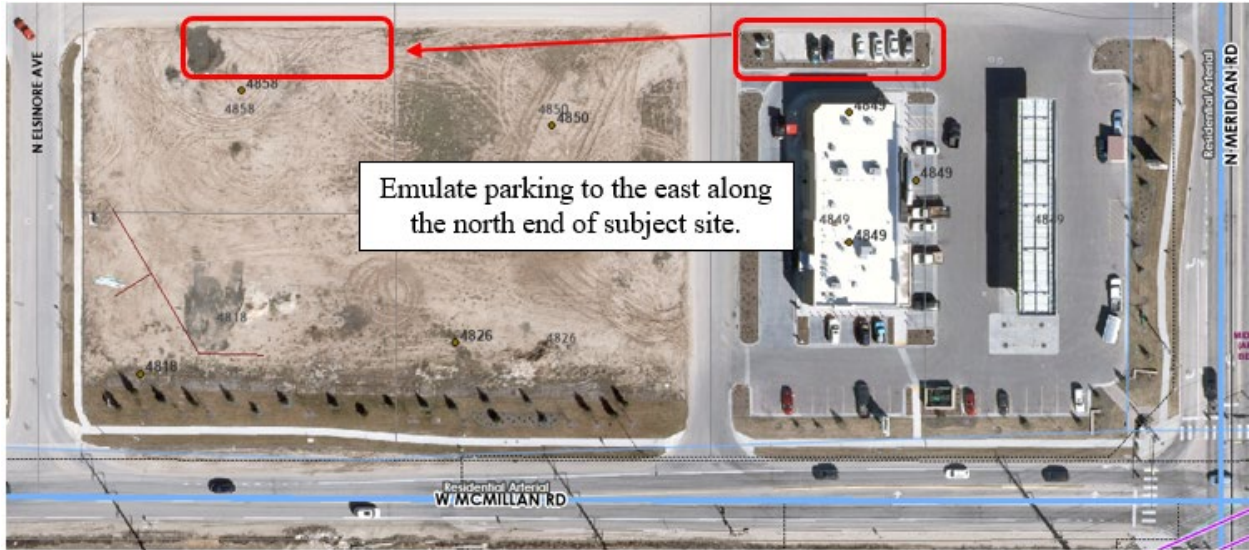 N ELSINORE AVE
4858
4858
4850
4850
4849
Residential Arterial
N MERIDIAN RD
Emulate parking to the east along
the north end of subject site.
4849
4849
4849
4849
4818
4826
4826
4818
Residential Arterial
W MCMILLAN RD